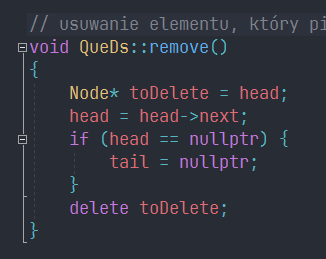 // usuwanie elementu, który
void QueDs::remove()
{
Node* toDelete = head;
head = head->next;
if (head == nullptr) {
tail = nullptr;
}
delete toDelete;
}